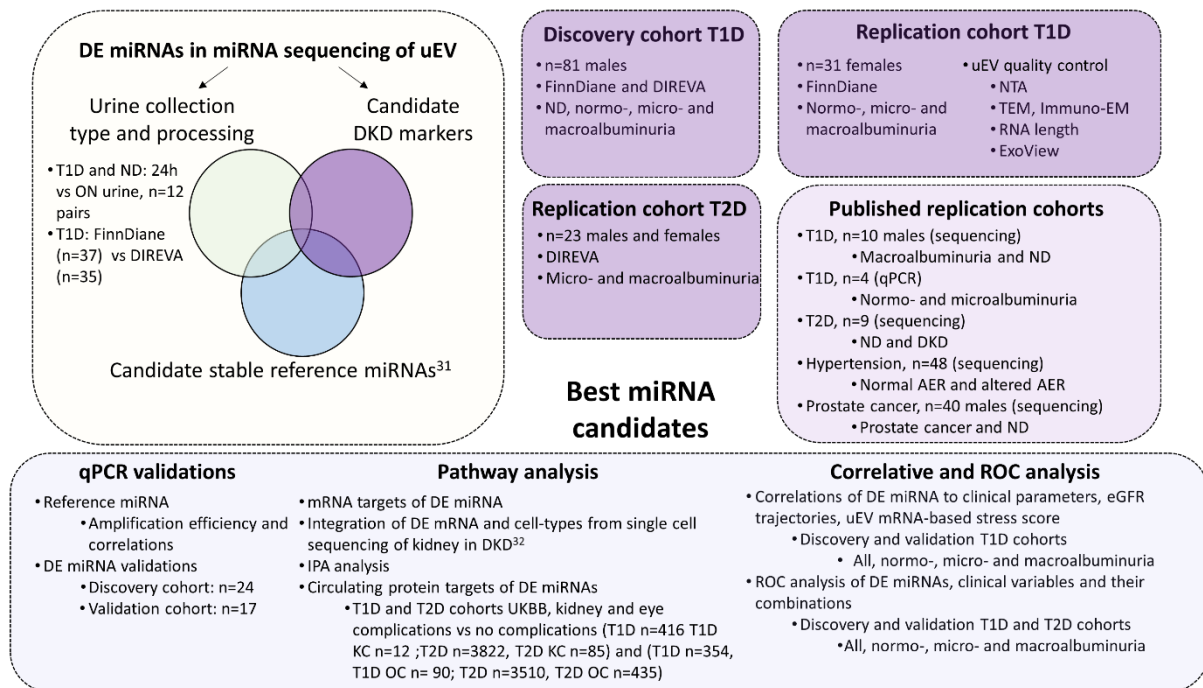 DE miRNAs in miRNA sequencing of uEV
Urine collection
type and processing
Candidate
DKD markers
• T1D and ND: 24h
vs ON urine, n=12
pairs
• T1D: FinnDiane
(n=37) vs DIREVA
(n=35)
Candidate stable reference miRNAs31
Discovery cohort T1D
• n=81 males
• FinnDiane and DIREVA
• ND, normo-, micro- and
macroalbuminuria
Replication cohort T1D
• n=31 females
• FinnDiane
• Normo-, micro- and
macroalbuminuria
• uEV quality control
• NTA
• TEM, Immuno-EM
• RNA length
• ExoView
Replication cohort T2D
• n=23 males and females
• DIREVA
• Micro- and macroalbuminuria
Published replication cohorts
• T1D, n=10 males (sequencing)
• Macroalbuminuria and ND
• T1D, n=4 (qPCR)
• Normo- and microalbuminuria
• T2D, n=9 (sequencing)
• ND and DKD
• Hypertension, n=48 (sequencing)
• Normal AER and altered AER
• Prostate cancer, n=40 males (sequencing)
• Prostate cancer and ND
Best miRNA
candidates
qPCR validations
• Reference miRNA
• Amplification efficiency and
correlations
• DE miRNA validations
• Discovery cohort: n=24
• Validation cohort: n=17
Pathway analysis
• mRNA targets of DE miRNA
• Integration of DE mRNA and cell-types from single cell
sequencing of kidney in DKD32
• IPA analysis
• Circulating protein targets of DE miRNAs
• T1D and T2D cohorts UKBB, kidney and eye
complications vs no complications (T1D n=416 T1D
KC n=12 ;T2D n=3822, T2D KC n=85) and (T1D n=354,
T1D OC n= 90; T2D n=3510, T2D OC n=435)
Correlative and ROC analysis
• Correlations of DE miRNA to clinical parameters, eGFR
trajectories, uEV mRNA-based stress score
• Discovery and validation T1D cohorts
• All, normo-, micro- and macroalbuminuria
• ROC analysis of DE miRNAs, clinical variables and their
combinations
• Discovery and validation T1D and T2D cohorts
• All, normo-, micro- and macroalbuminuria